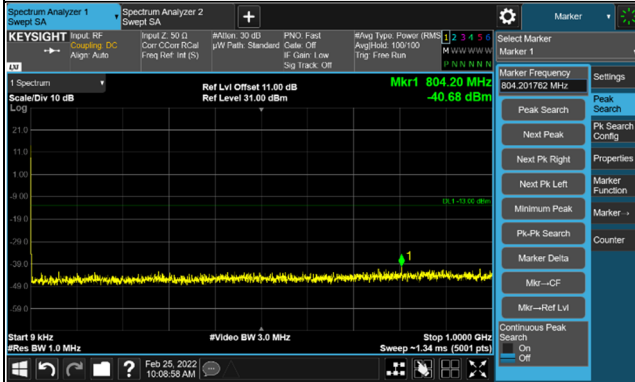 Spectrum Analyzer 1
Swept SA
Spectrum Analyzer 2
Swept SA
+
Marker
KEYSIGHT
Input: RF
Coupling: DC
Align: Auto
Input Z: 50 Ω
Corr CCorr RCal
Freq Ref: Int (S)
#Atten: 30 dB
µW Path: Standard
PNO: Fast
Gate: Off
IF Gain: Low
Sig Track: Off
#Avg Type: Power (RMS
Avg|Hold: 100/100
Trig: Free Run
1 2 3 4 5 6
M W W W W W
P N N N N N
Select Marker
Marker 1
LXI
1 Spectrum
Scale/Div 10 dB
Log
Ref Lvl Offset 11.00 dB
Ref Level 31.00 dBm
Mkr1 804.20 MHz
-40.68 dBm
21.0
11.0
1.00
-9.00
-19.0
-29.0
-39.0
-49.0
-59.0
DL1 -13.00 dBm
1
Start 9 kHz
#Res BW 1.0 MHz
#Video BW 3.0 MHz
Stop 1.0000 GHz
Sweep ~1.34 ms (5001 pts)
Marker Frequency
804.201762 MHz
Peak Search
Next Peak
Next Pk Right
Next Pk Left
Minimum Peak
Pk-Pk Search
Marker Delta
Mkr→CF
Mkr→Ref Lvl
Continuous Peak
Search
On
Off
Settings
Peak
Search
Pk Search
Config
Properties
Marker
Function
Marker→
Counter
?
Feb 25, 2022
10:08:58 AM